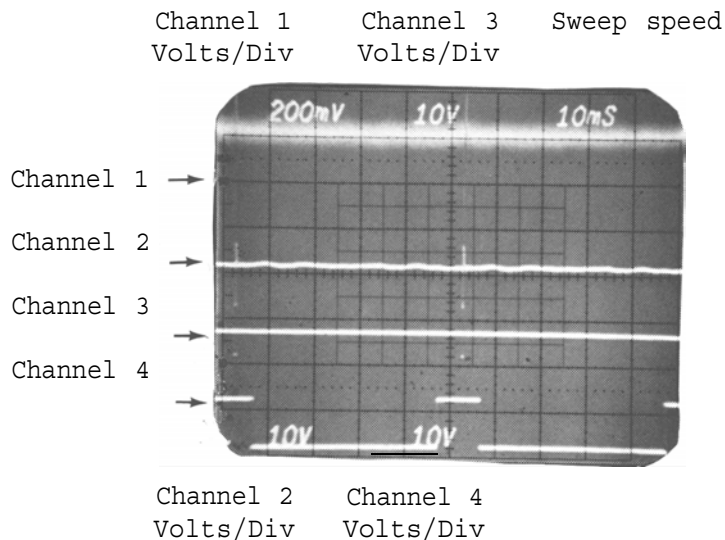 Channel 1 Channel 3 Sweep speed
Volts/Div Volts/Div
200mV 10V 10mS
Channel 1
Channel 2
Channel 3
Channel 4
10V 10V
Channel 2 Channel 4
Volts/Div Volts/Div